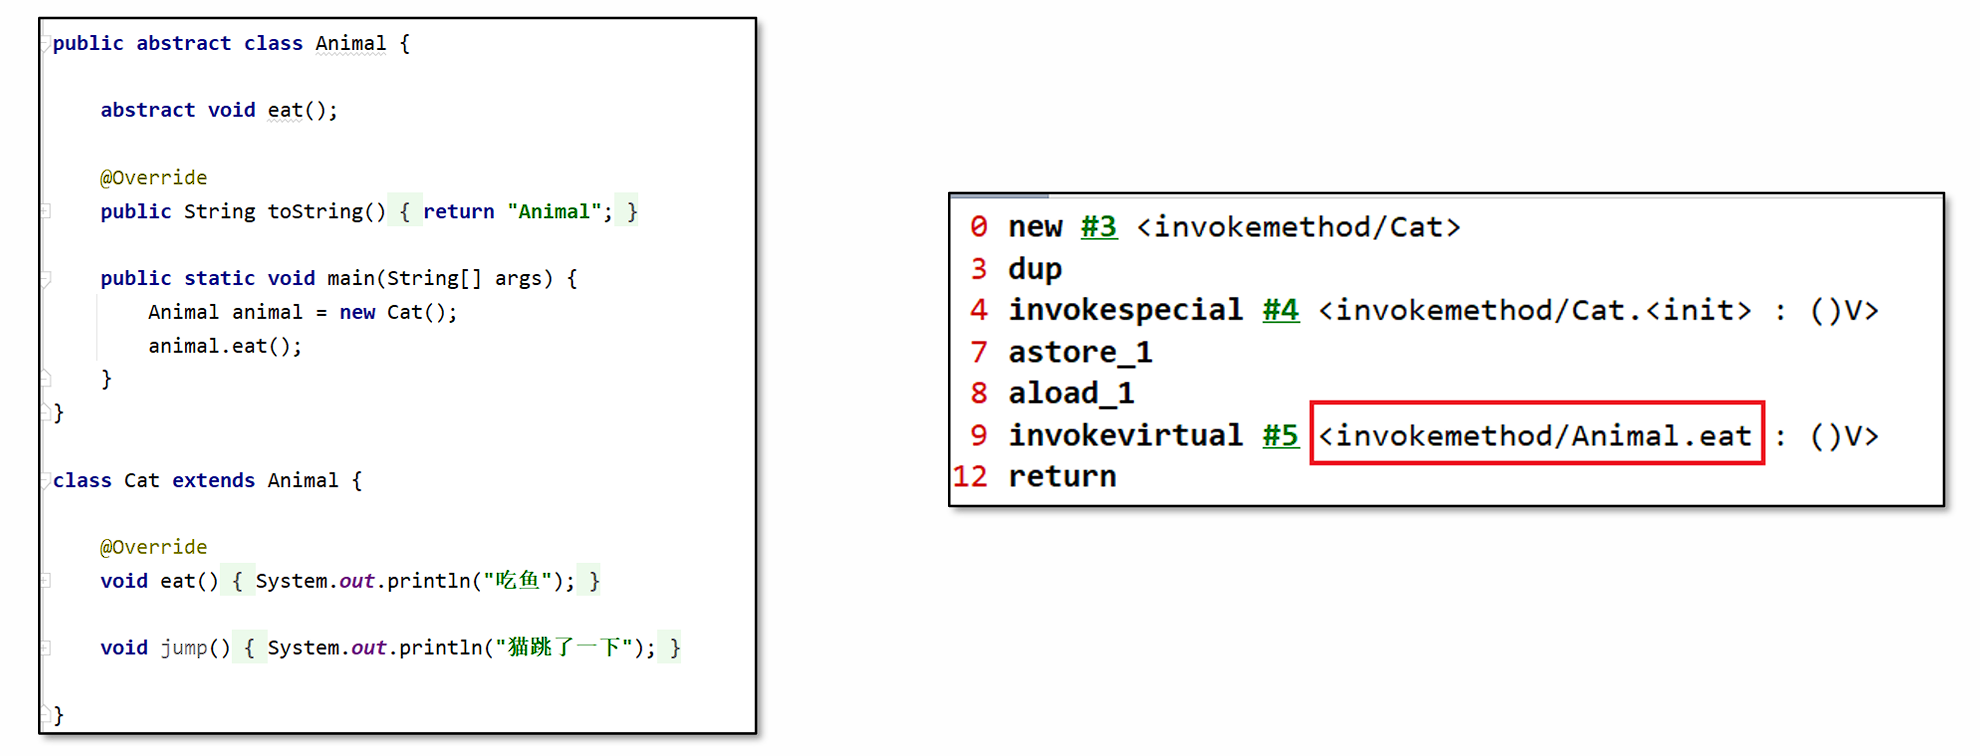 public abstract class Animal {
abstract void eat();
@Override
public String toString() { return "Animal"; }
public static void main(String[] args) {
Animal animal = new Cat();
animal.eat();
}
}
class Cat extends Animal {
@Override
void eat() { System.out.println("吃鱼"); }
void jump() { System.out.println("猫跳了一下"); }
}
0 new #3 <invokemethod/Cat>
3 dup
4 invokespecial #4 <invokemethod/Cat.<init> : ()V>
7 astore_1
8 aload_1
9 invokevirtual #5 <invokemethod/Animal.eat : ()V>
12 return